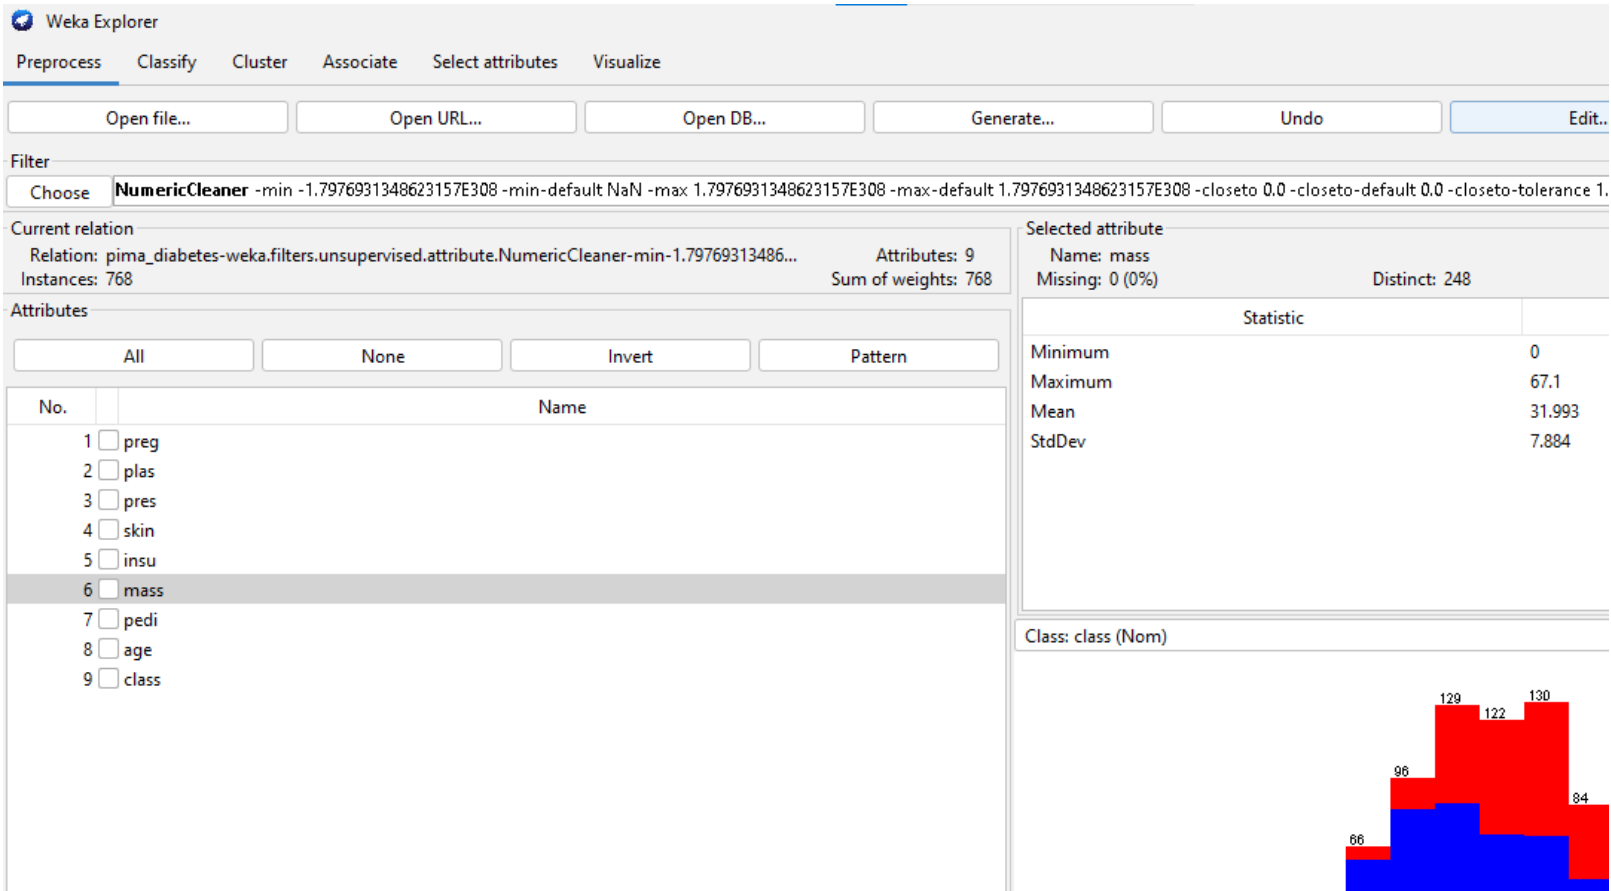 Weka Explorer
Preprocess Classify Cluster Associate Select attributes Visualize
Open file... Open URL... Open DB... Generate... Undo Edit..
Filter
Choose NumericCleaner -min -1.7976931348623157E308 -min-default NaN -max 1.7976931348623157E308 -max-default 1.7976931348623157E308 -closeto 0.0 -closeto-default 0.0 -closeto-tolerance 1.
Current relation
Relation: pima_diabetes-weka.filters.unsupervised.attribute.NumericCleaner-min-1.79769313486... Attributes: 9
Instances: 768 Sum of weights: 768
Selected attribute
Name: mass
Missing: 0 (0%) Distinct: 248
Attributes
All None Invert Pattern
No. Name
1 preg
2 plas
3 pres
4 skin
5 insu
6 mass
7 pedi
8 age
9 class
Statistic
Minimum 0
Maximum 67.1
Mean 31.993
StdDev 7.884
Class: class (Nom)
66
96
129
122
130
84